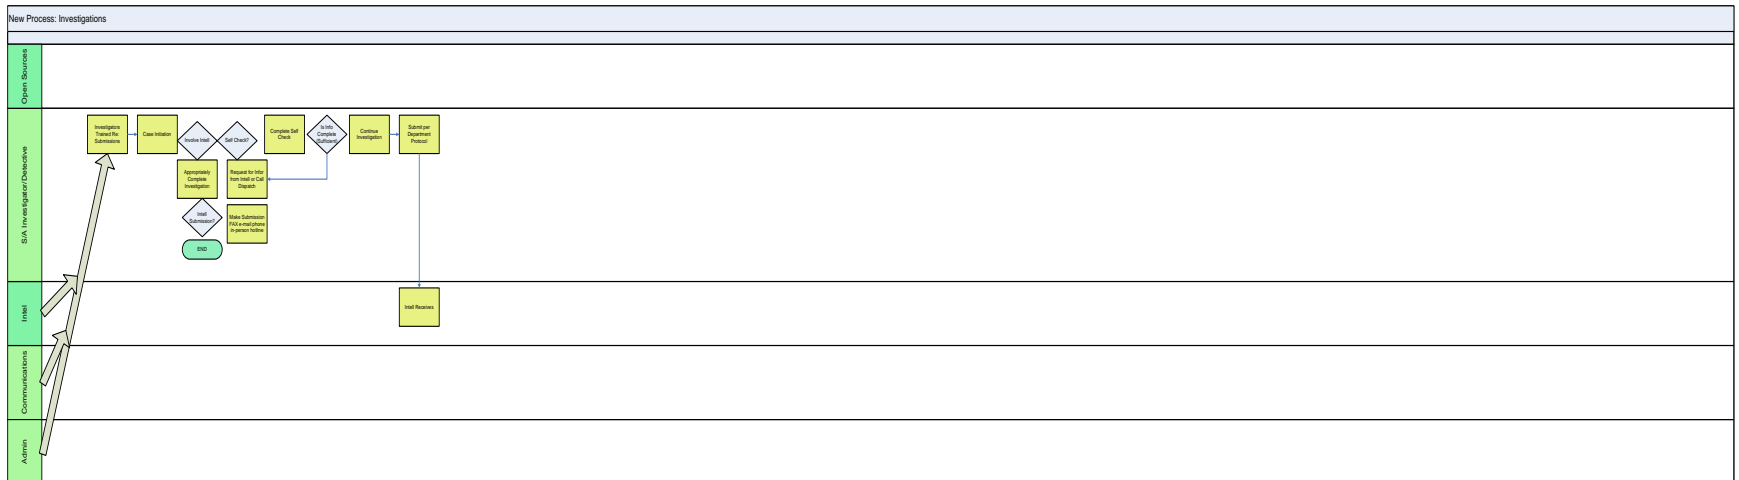 New Process: Investigations
Open Sources
S/A Investigator/Detective
Intel
Communications
Admin
Investigators
Trained Re:
Submissions
Case Initiation
Involve Intell
Self Check?
Complete Self
Check
Is Info
Complete
(Sufficient)
Continue
Investigation
Submit per
Department
Protocol
Appropriately
Complete
Investigation
Request for Infor
from Intell or Call
Dispatch
Intell
Submission?
Make Submission
FAX e-mail phone
in-person hotline
END
Intell Receives